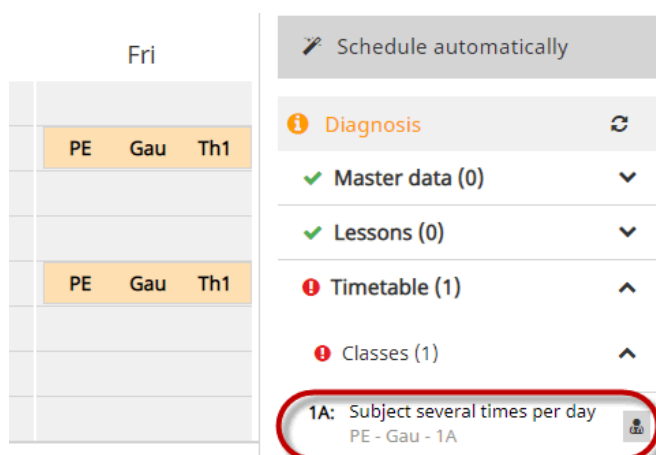 Fri
PE Gau Th1
PE Gau Th1
Schedule automatically
Diagnosis
Master data (0)
Lessons (0)
Timetable (1)
Classes (1)
1A: Subject several times per day
PE - Gau - 1A